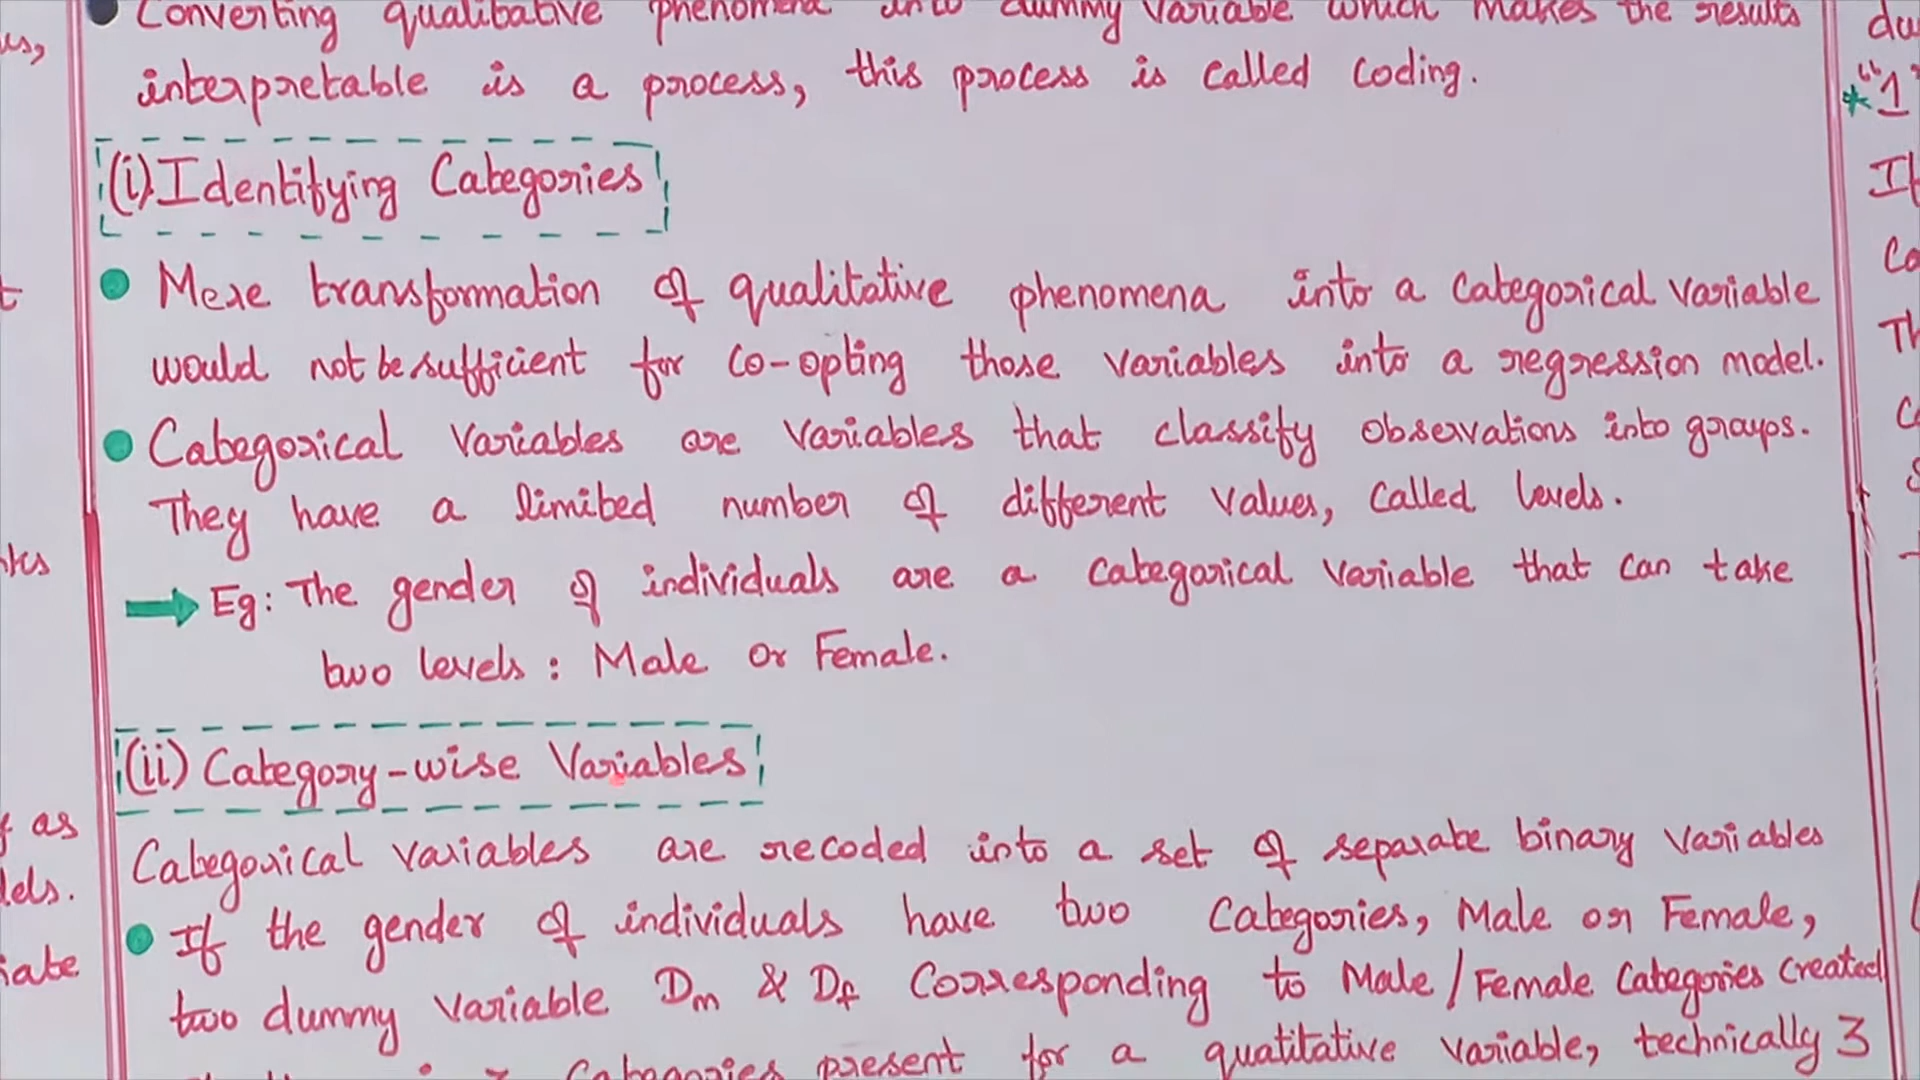 Converting qualitative phenomena into dummy variable which makes the results
interpretable is a process, this process is called coding.
(i) Identifying Categories
Mere transformation of qualitative phenomena into a categorical variable
would not be sufficient for co-opting those variables into a regression model.
Categorical variables are variables that classify observations into groups.
They have a limited number of different values, called levels.
Eg: The gender of individuals are a categorical variable that can take
two levels : Male or Female.
(ii) Category-wise Variables
Categorical variables are recoded into a set of separate binary variables
If the gender of individuals have two categories, Male or Female,
two dummy variable Dm & Df corresponding to Male / Female categories created
categories present for a quatitative variable, technically 3
as
"1
If